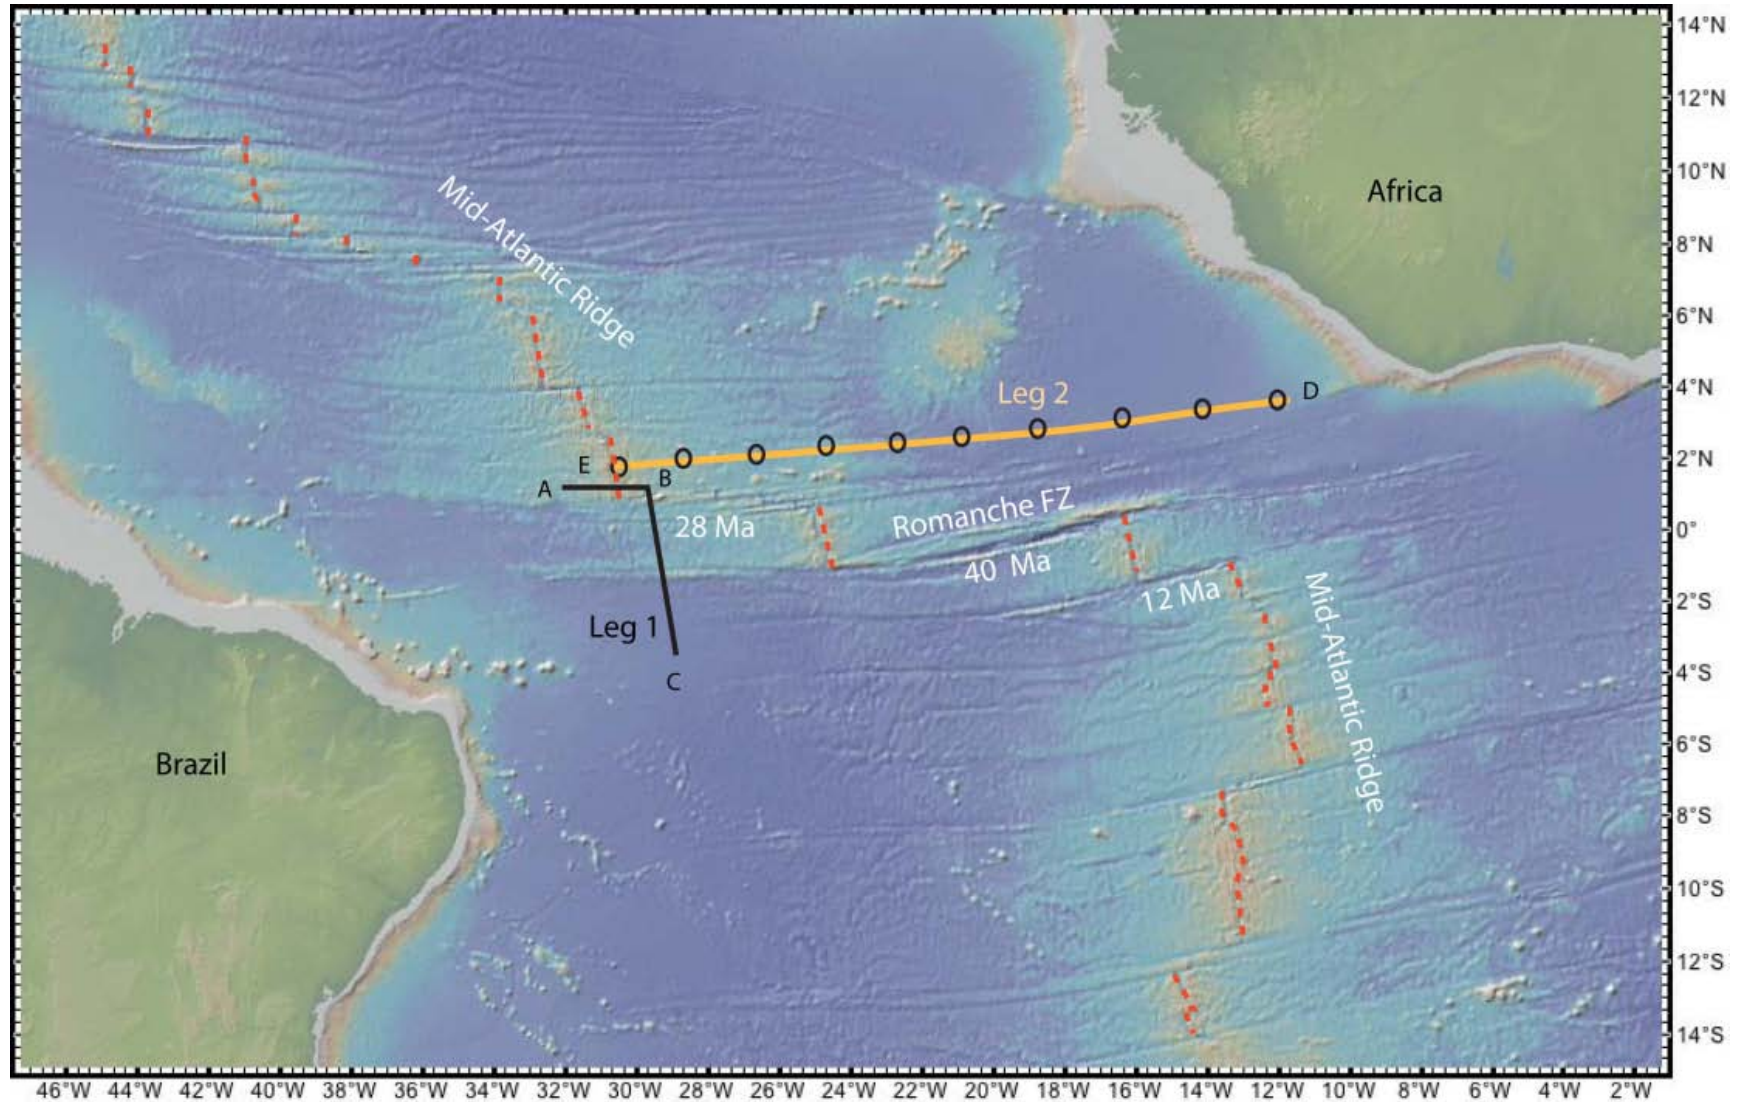 14°N
12°N
10°N
Africa
Mid-Atlantic Ridge
8°N
6°N
4°N
Leg 2
D
E
2°N
A
B
28 Ma
Romanche FZ
0°
40 Ma
12 Ma
Mid-Atlantic Ridge
2°S
Leg 1
C
4°S
6°S
Brazil
8°S
10°S
12°S
14°S
46°W 44°W 42°W 40°W 38°W 36°W 34°W 32°W 30°W 28°W 26°W 24°W 22°W 20°W 18°W 16°W 14°W 12°W 10°W 8°W 6°W 4°W 2°W